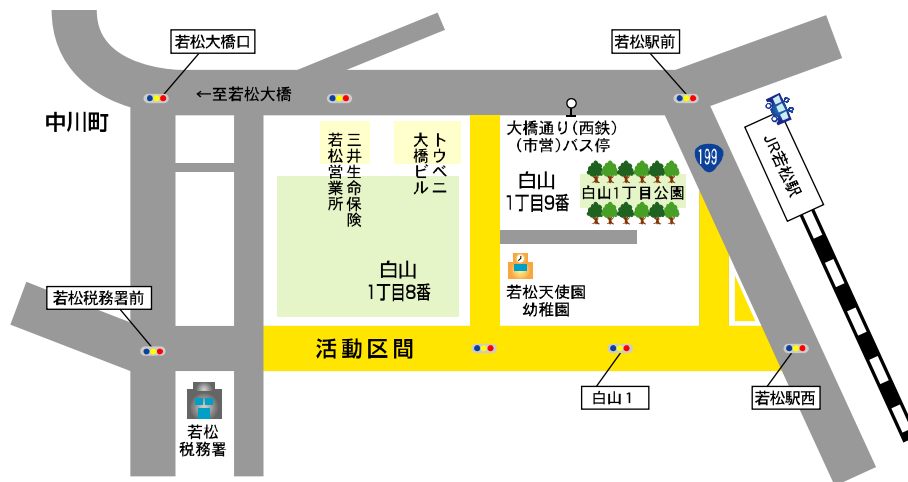 若松大橋口
若松駅前
←至若松大橋
中川町
大橋通り(西鉄)
(市営)バス停
199
JR若松駅
三井生命保険
若松営業所
トウベニ
大橋ビル
白山
1丁目9番
白山1丁目公園
白山
1丁目8番
若松天使園
幼稚園
若松税務署前
活動区間
白山1
若松駅西
若松
税務署